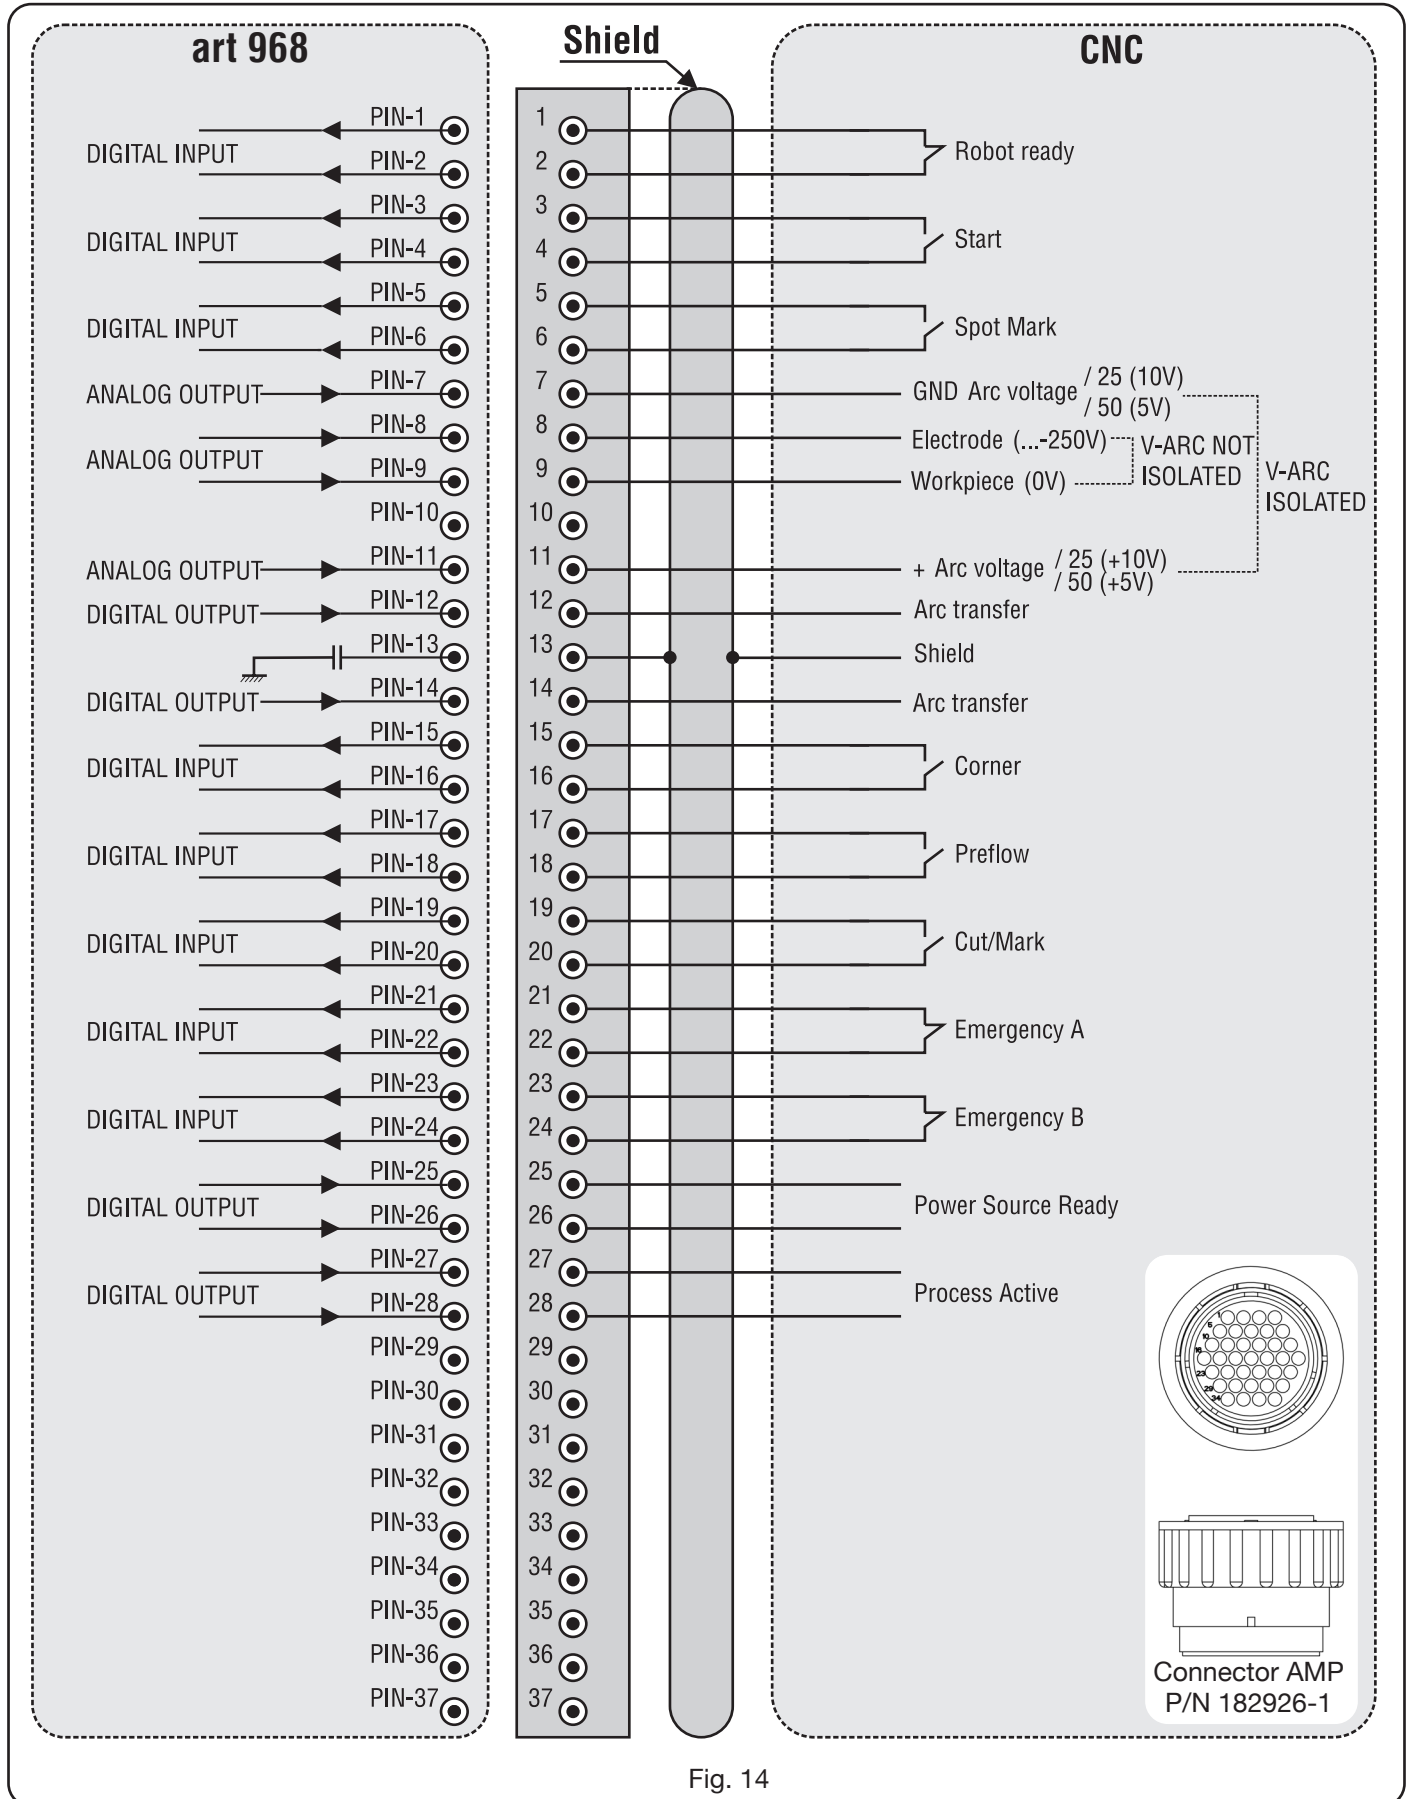 art 968
Shield
CNC
PIN-1
1
DIGITAL INPUT
Robot ready
PIN-2
2
PIN-3
3
DIGITAL INPUT
Start
PIN-4
4
PIN-5
5
DIGITAL INPUT
Spot Mark
PIN-6
6
ANALOG OUTPUT
PIN-7
7
GND Arc voltage / 25 (10V)
/ 50 (5V)
PIN-8
8
Electrode (...-250V)
ANALOG OUTPUT
V-ARC NOT
ISOLATED
PIN-9
9
Workpiece (0V)
V-ARC
ISOLATED
PIN-10
10
ANALOG OUTPUT
PIN-11
11
+ Arc voltage / 25 (+10V)
/ 50 (+5V)
DIGITAL OUTPUT
PIN-12
12
Arc transfer
PIN-13
13
Shield
DIGITAL OUTPUT
PIN-14
14
Arc transfer
PIN-15
15
DIGITAL INPUT
Corner
PIN-16
16
PIN-17
17
DIGITAL INPUT
Preflow
PIN-18
18
PIN-19
19
DIGITAL INPUT
Cut/Mark
PIN-20
20
PIN-21
21
DIGITAL INPUT
Emergency A
PIN-22
22
PIN-23
23
DIGITAL INPUT
Emergency B
PIN-24
24
PIN-25
25
DIGITAL OUTPUT
Power Source Ready
PIN-26
26
PIN-27
27
DIGITAL OUTPUT
Process Active
PIN-28
28
PIN-29
29
PIN-30
30
PIN-31
31
PIN-32
32
PIN-33
33
PIN-34
34
PIN-35
35
PIN-36
36
PIN-37
37
1
5
10
16
23
29
34
Connector AMP
P/N 182926-1
Fig. 14